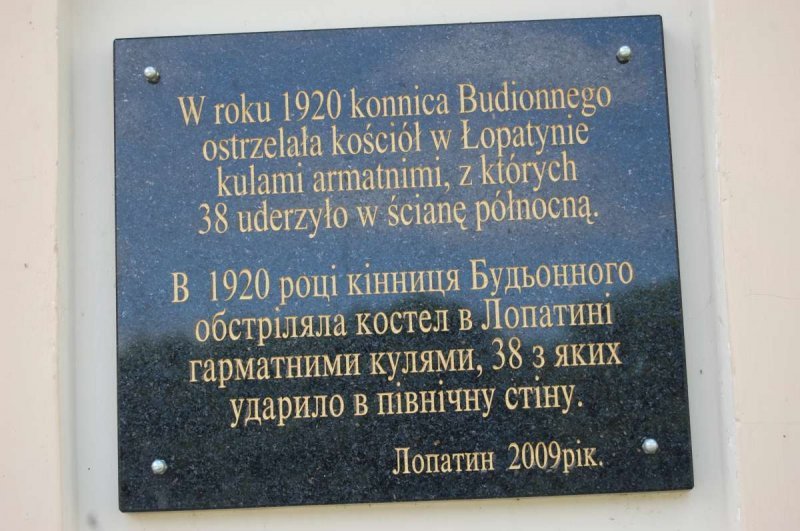 W roku 1920 konnica Budionnego
ostrzelała kościół w Łopatynie
kulami armatnimi, z których
38 uderzyło w ścianę północną.
В 1920 році кінниця Будьонного
обстріляла костел в Лопатині
гарматними кулями, 38 з яких
ударило в північну стіну.
Лопатин 2009рік.